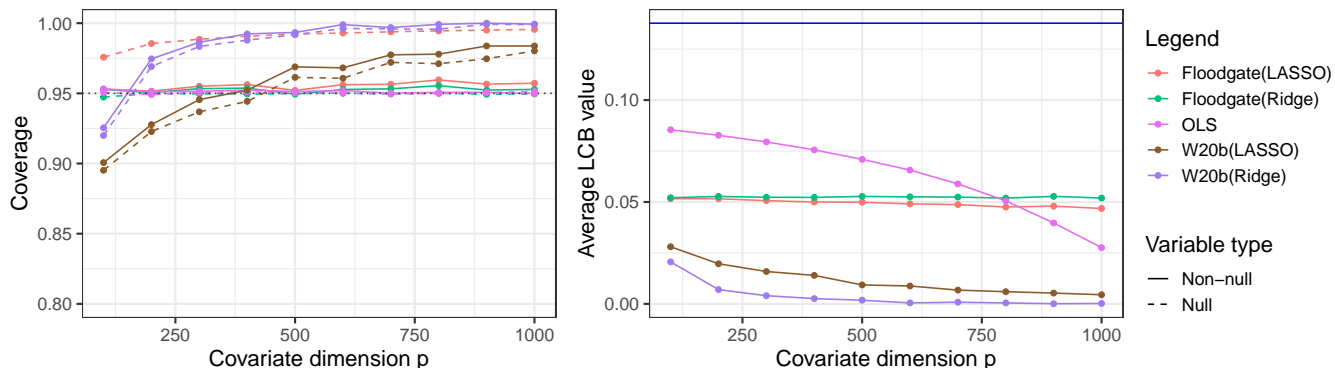 1.00
0.95
0.90
0.85
0.80
Coverage
250
500
750
1000
Covariate dimension p
0.10
0.05
0.00
Average LCB value
250
500
750
1000
Covariate dimension p
Legend
Floodgate(LASSO)
Floodgate(Ridge)
OLS
W20b(LASSO)
W20b(Ridge)
Variable type
Non−null
Null